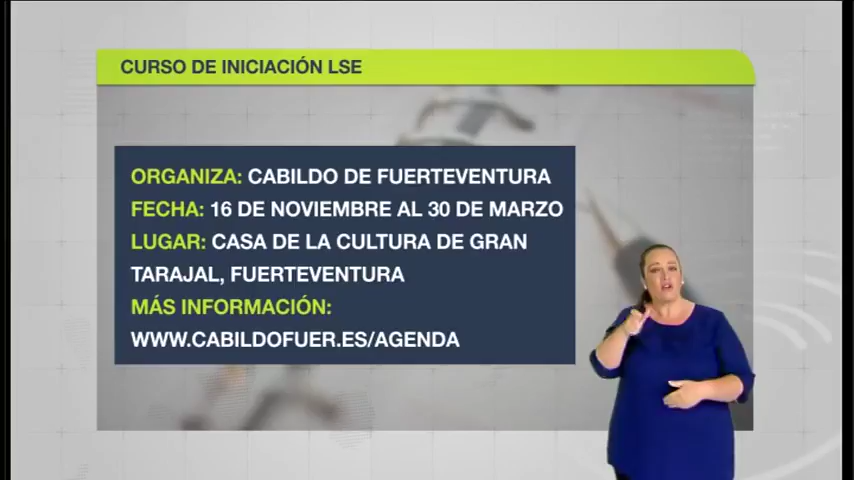 CURSO DE INICIACIÓN LSE
ORGANIZA: CABILDO DE FUERTEVENTURA
FECHA: 16 DE NOVIEMBRE AL 30 DE MARZO
LUGAR: CASA DE LA CULTURA DE GRAN
TARAJAL, FUERTEVENTURA
MÁS INFORMACIÓN:
WWW.CABILDOFUER.ES/AGENDA